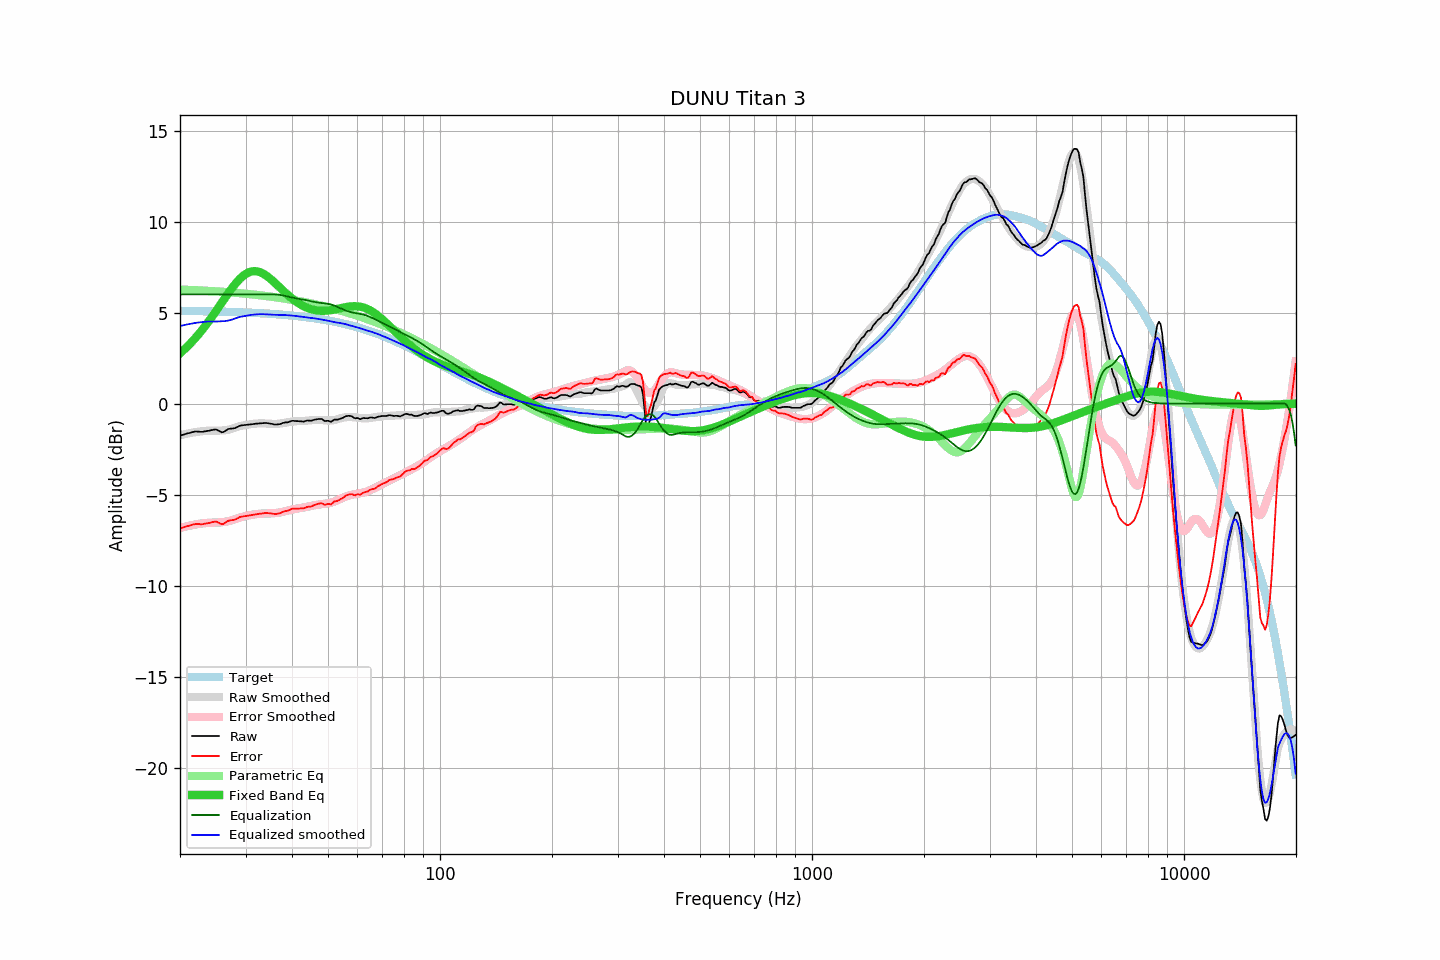 DUNU Titan 3
15
10
5
0
−5
−10
−15
−20
Amplitude (dBr)
Target
Raw Smoothed
Error Smoothed
Raw
Error
Parametric Eq
Fixed Band Eq
Equalization
Equalized smoothed
100
1000
10000
Frequency (Hz)